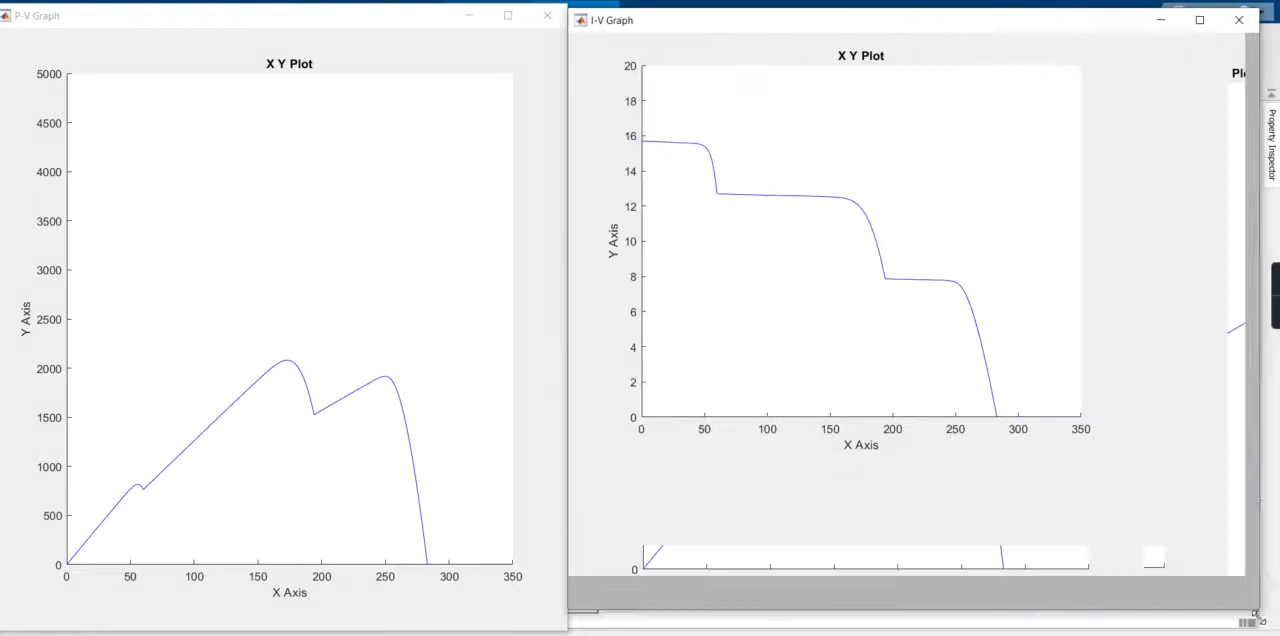 P-V Graph
X Y Plot
5000
4500
4000
3500
3000
2500
2000
1500
1000
500
0
Y Axis
0 50 100 150 200 250 300 350
X Axis
I-V Graph
X Y Plot
20
18
16
14
12
10
8
6
4
2
0
Y Axis
0 50 100 150 200 250 300 350
X Axis
0
Property Inspector